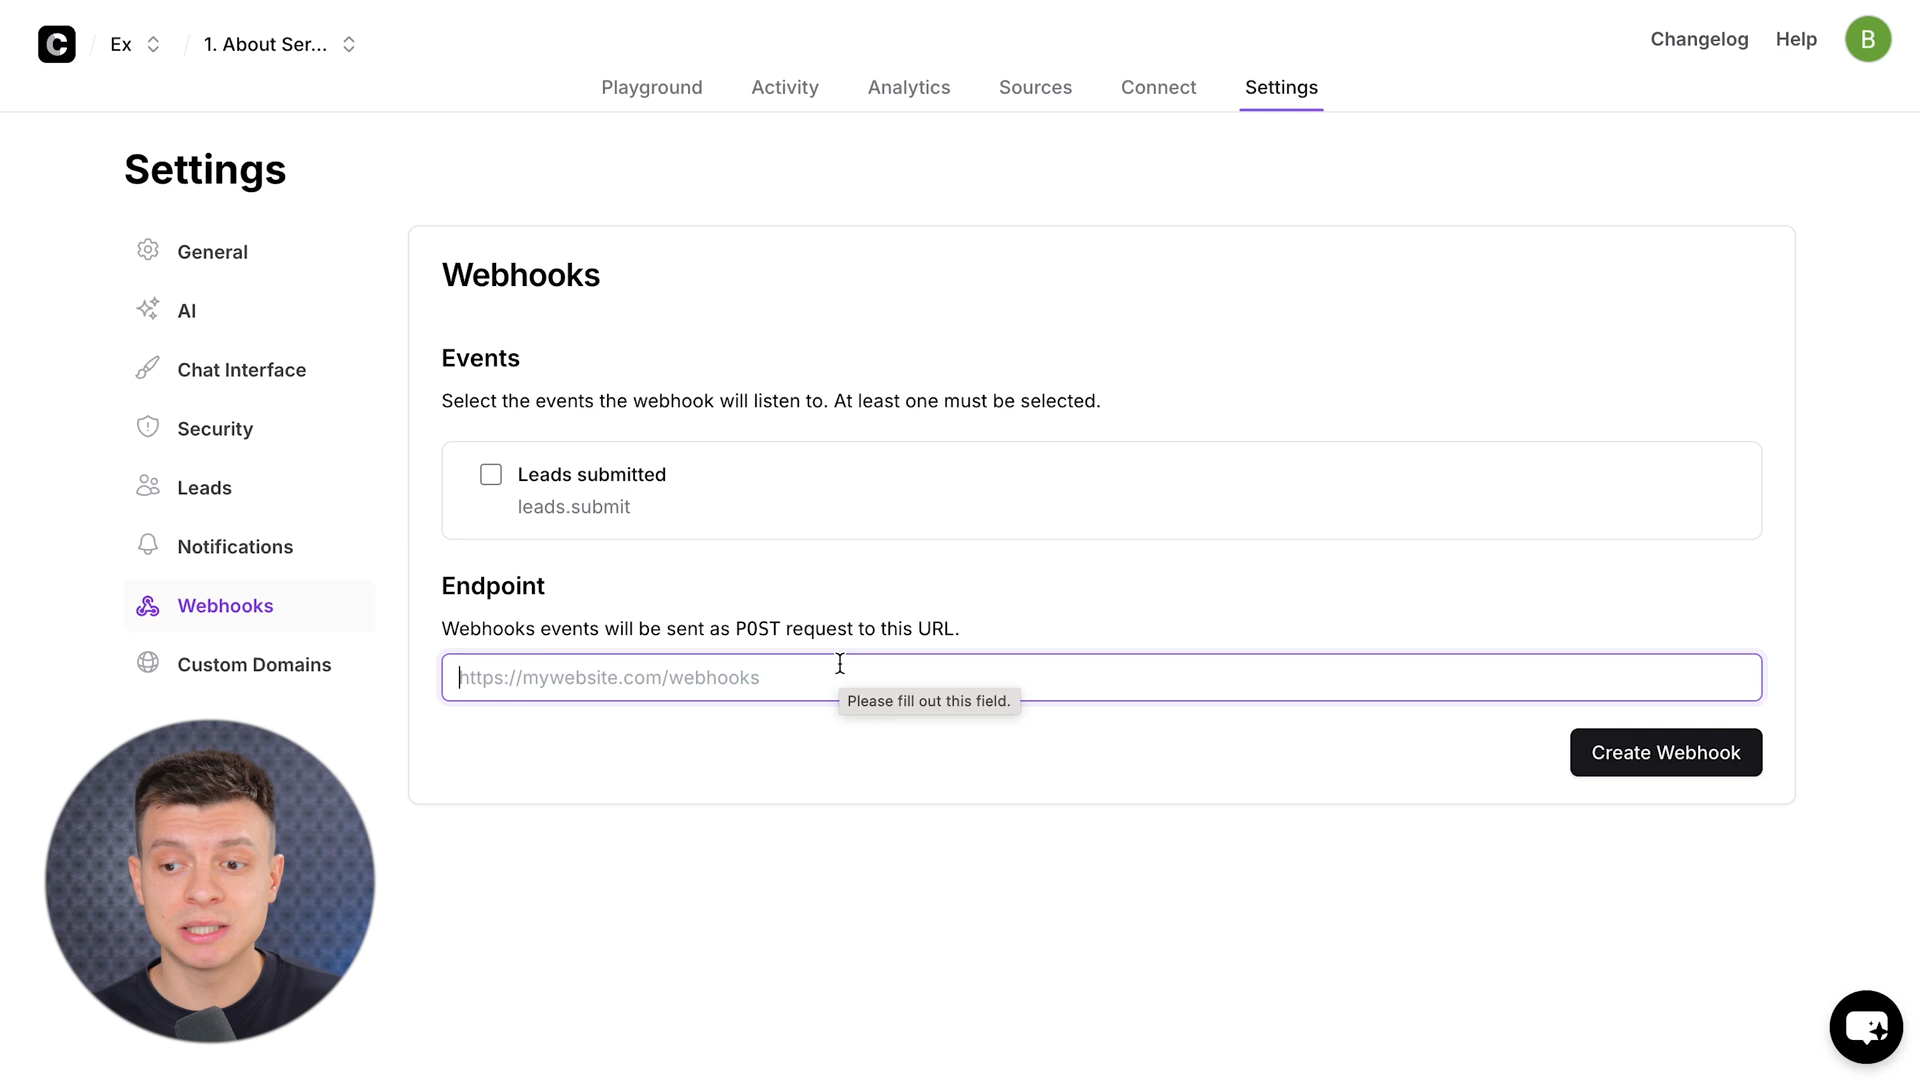 C
Ex
1. About Ser...
Changelog
Help
B
Playground
Activity
Analytics
Sources
Connect
Settings
Settings
General
AI
Chat Interface
Security
Leads
Notifications
Webhooks
Custom Domains
Webhooks
Events
Select the events the webhook will listen to. At least one must be selected.
Leads submitted
leads.submit
Endpoint
Webhooks events will be sent as POST request to this URL.
https://mywebsite.com/webhooks
Please fill out this field.
Create Webhook